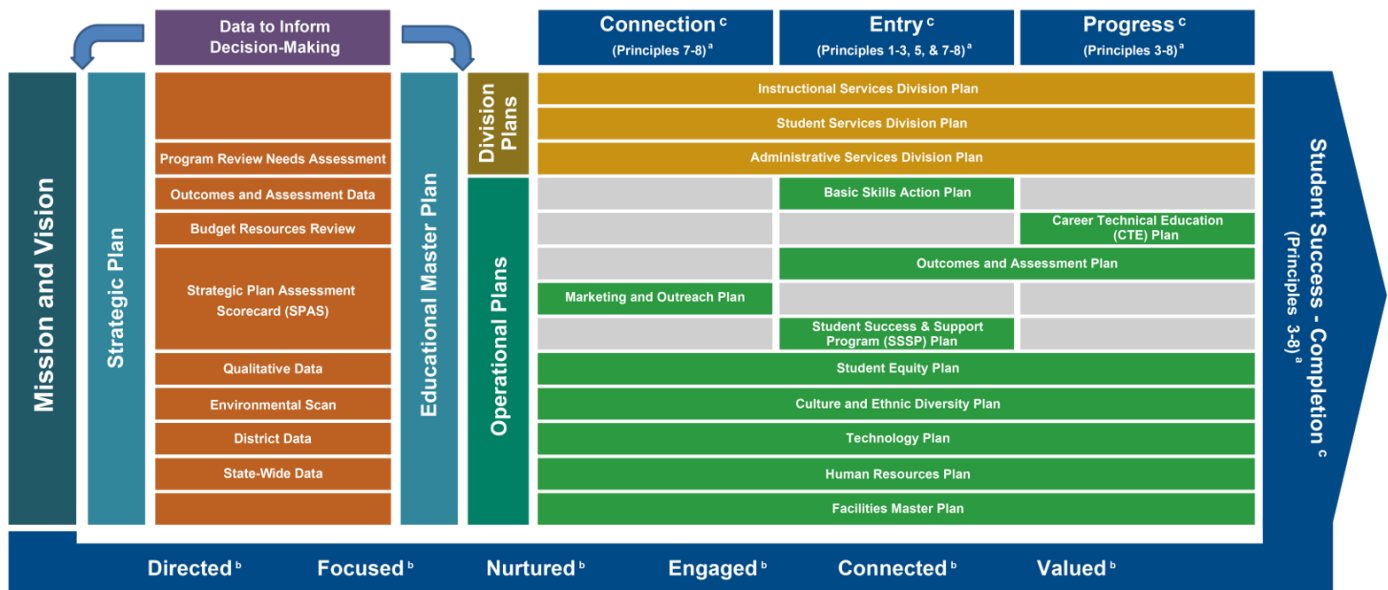 Data to Inform
Decision-Making
Connection c
(Principles 7-8) a
Entry c
(Principles 1-3, 5, & 7-8) a
Progress c
(Principles 3-8) a
Mission and Vision
Strategic Plan
Program Review Needs Assessment
Outcomes and Assessment Data
Budget Resources Review
Strategic Plan Assessment
Scorecard (SPAS)
Qualitative Data
Environmental Scan
District Data
State-Wide Data
Educational Master Plan
Division
Plans
Operational Plans
Instructional Services Division Plan
Student Services Division Plan
Administrative Services Division Plan
Basic Skills Action Plan
Career Technical Education
(CTE) Plan
Outcomes and Assessment Plan
Marketing and Outreach Plan
Student Success & Support
Program (SSSP) Plan
Student Equity Plan
Culture and Ethnic Diversity Plan
Technology Plan
Human Resources Plan
Facilities Master Plan
Student Success - Completion c
(Principles 3-8) a
Directed b Focused b Nurtured b Engaged b Connected b Valued b